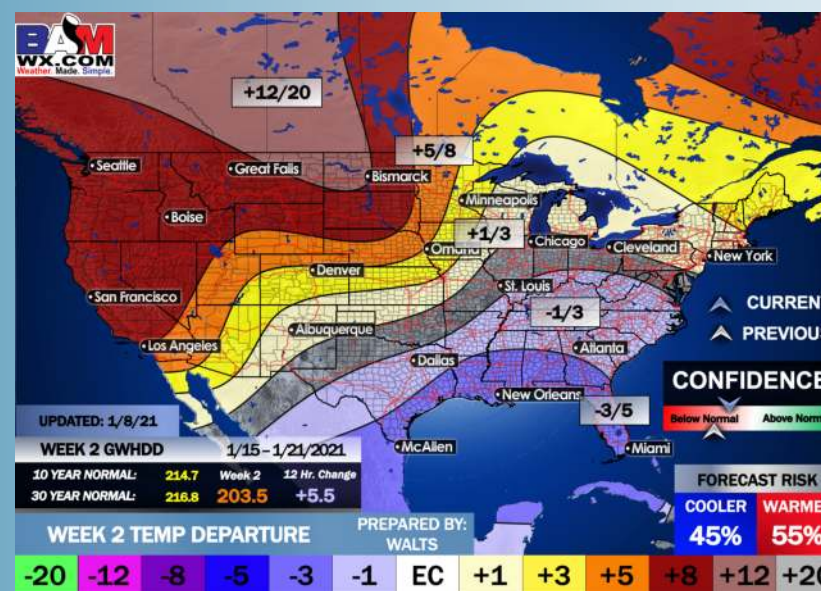 BAM
WX.COM
Weather. Made. Simple.
+12/20
+5/8
Seattle
Great Falls
Bismarck
Minneapolis
Boise
+1/3
Omaha
Chicago
Cleveland
New York
Denver
San Francisco
St. Louis
-1/3
CURRENT
PREVIOUS
Albuquerque
Los Angeles
Dallas
Atlanta
CONFIDENCE
New Orleans
-3/5
Below Normal Above Norm
UPDATED: 1/8/21
McAllen
Miami
WEEK 2 GWHDD 1/15 – 1/21/2021
10 YEAR NORMAL: 214.7 Week 2 12 Hr. Change
30 YEAR NORMAL: 216.8 203.5 +5.5
FORECAST RISK
COOLER WARME
45% 55%
WEEK 2 TEMP DEPARTURE
PREPARED BY:
WALTS
-20 -12 -8 -5 -3 -1 EC +1 +3 +5 +8 +12 +20